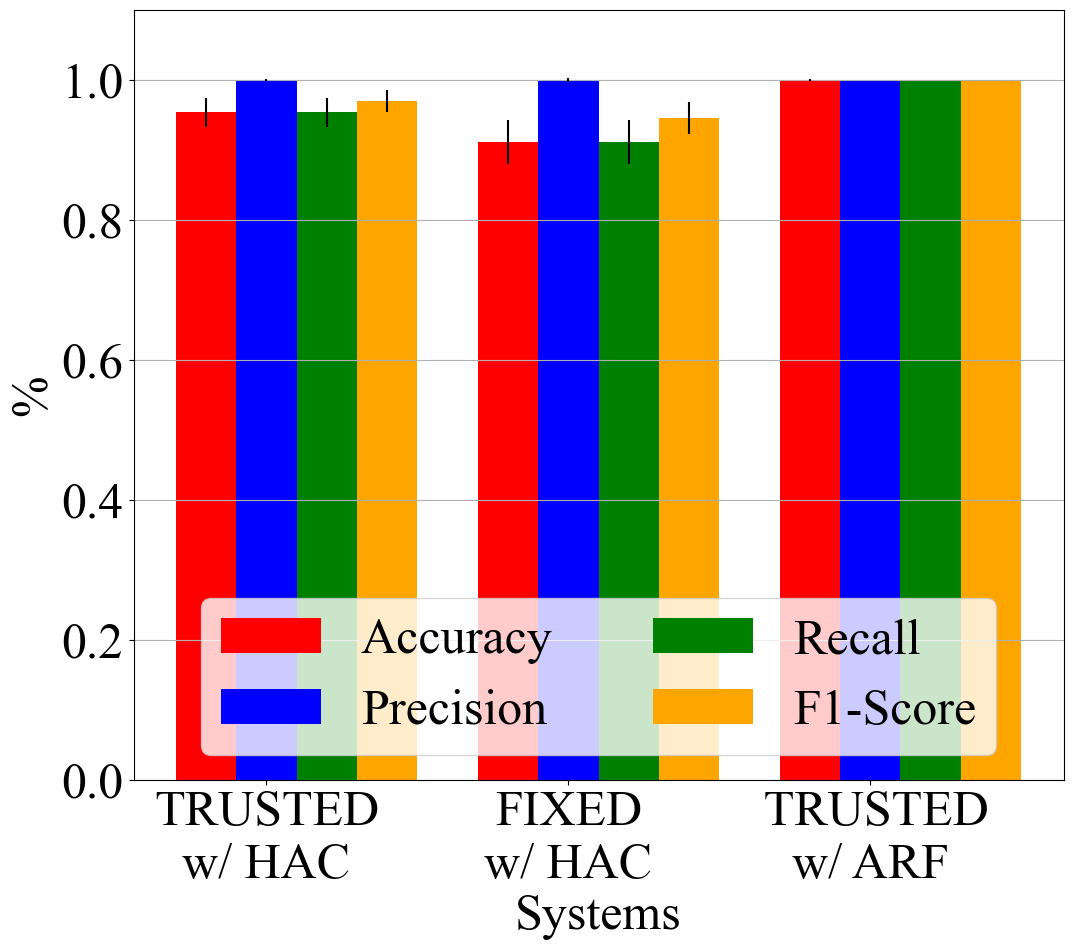 %
1.0
0.8
0.6
0.4
0.2
0.0
Accuracy
Precision
Recall
F1-Score
TRUSTED
w/ HAC
FIXED
w/ HAC
TRUSTED
w/ ARF
Systems